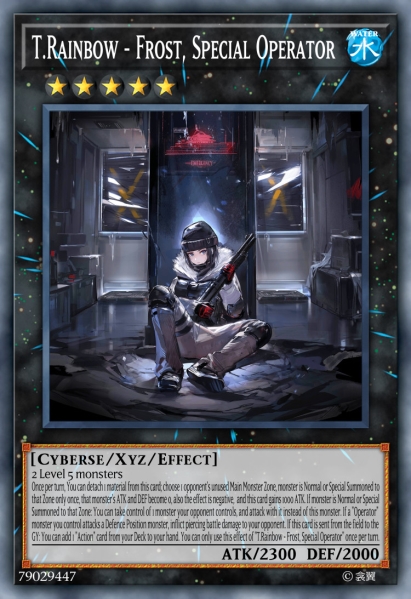 T.Rainbow - Frost, Special Operator
WATER
水
[Cyberse/Xyz/Effect]
2 Level 5 monsters
Once per turn, You can detach 1 material from this card; choose 1 opponent's unused Main Monster Zone, monster is Normal or Special Summoned to
that Zone only once, that monster's ATK and DEF become 0, also the effect is negative, and this card gains 1000 ATK. If monster is Normal or Special
Summoned to that Zone: You can take control of 1 monster your opponent controls, and attack with it instead of this monster. If a "Operator"
monster you control attacks a Defence Position monster, inflict piercing battle damage to your opponent. If this card is sent from the field to the
GY: You can add 1 "Action" card from your Deck to your hand. You can only use this effect of "T.Rainbow - Frost, Special Operator" once per turn.
ATK/2300 DEF/2000
79029447
© 袁翼